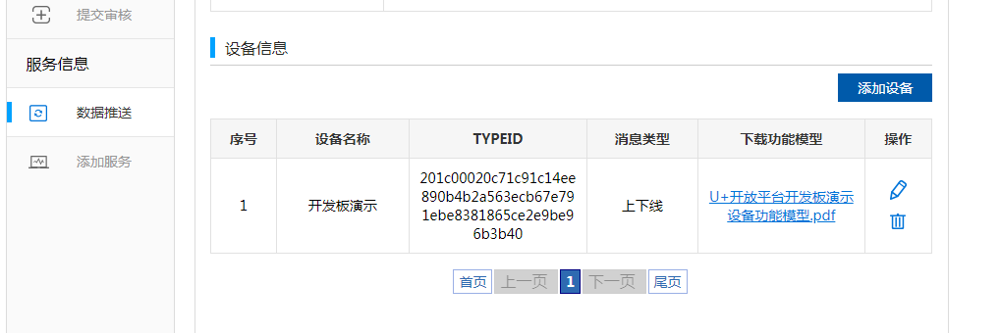 提交审核
服务信息
数据推送
添加服务
设备信息
添加设备
序号 设备名称 TYPEID 消息类型 下载功能模型 操作
1 开发板演示 201c00020c71c91c14ee
890b4b2a563ecb67e79
1ebe8381865ce2e9be9
6b3b40 上下线 U+开放平台开发板演示
设备功能模型.pdf
首页 上一页 1 下一页 尾页